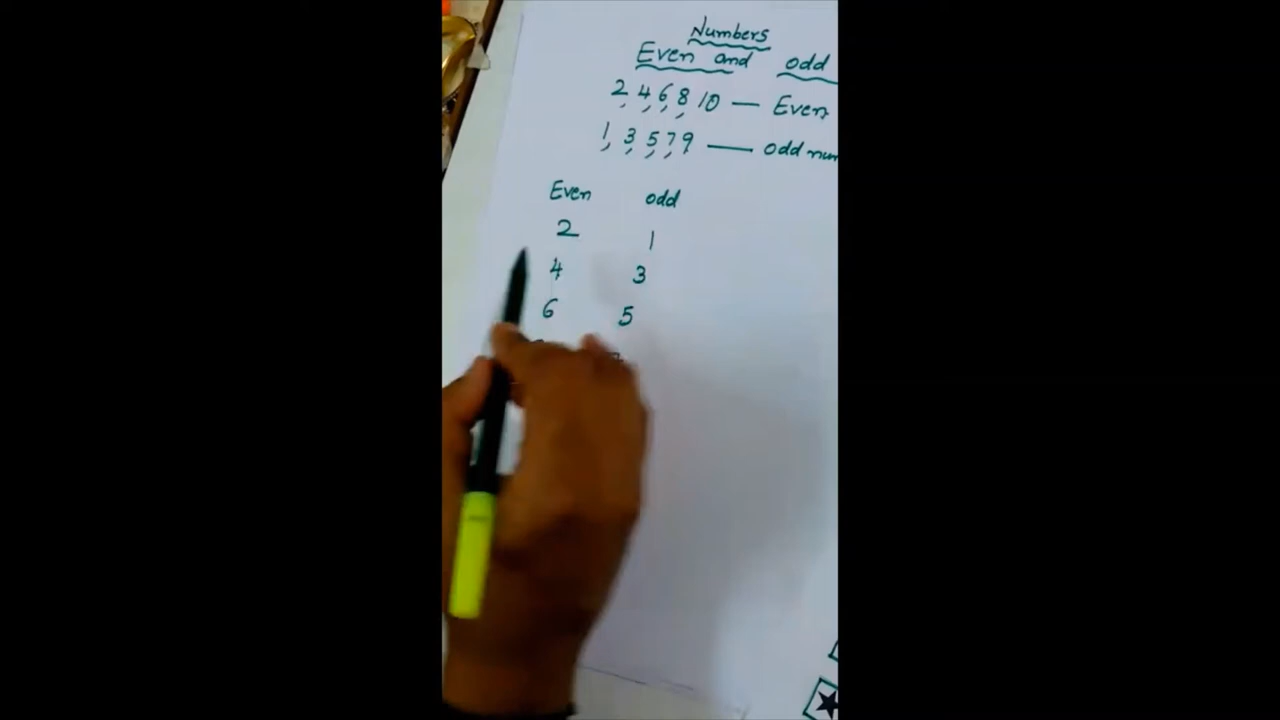 Numbers
Even and odd
2, 4, 6, 8, 10 — Even
1, 3, 5, 7, 9 — odd num
Even odd
2 1
4 3
6 5